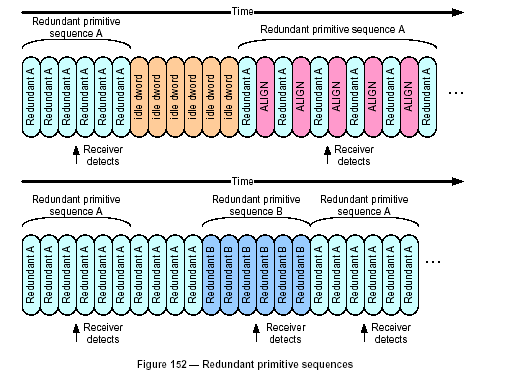 Time
Redundant primitive
sequence A
Redundant primitive sequence A
Redundant A
Redundant A
Redundant A
Redundant A
Redundant A
Redundant A
idle dword
idle dword
idle dword
idle dword
idle dword
idle dword
Redundant A
ALIGN
Redundant A
ALIGN
Redundant A
ALIGN
Redundant A
ALIGN
Redundant A
ALIGN
Redundant A
...
Receiver
detects
Receiver
detects
Time
Redundant primitive
sequence A
Redundant primitive
sequence B
Redundant primitive
sequence A
Redundant A
Redundant A
Redundant A
Redundant A
Redundant A
Redundant A
Redundant A
Redundant A
Redundant A
Redundant A
Redundant B
Redundant B
Redundant B
Redundant B
Redundant B
Redundant B
Redundant A
Redundant A
Redundant A
Redundant A
Redundant A
Redundant A
...
Receiver
detects
Receiver
detects
Receiver
detects
Figure 152 — Redundant primitive sequences